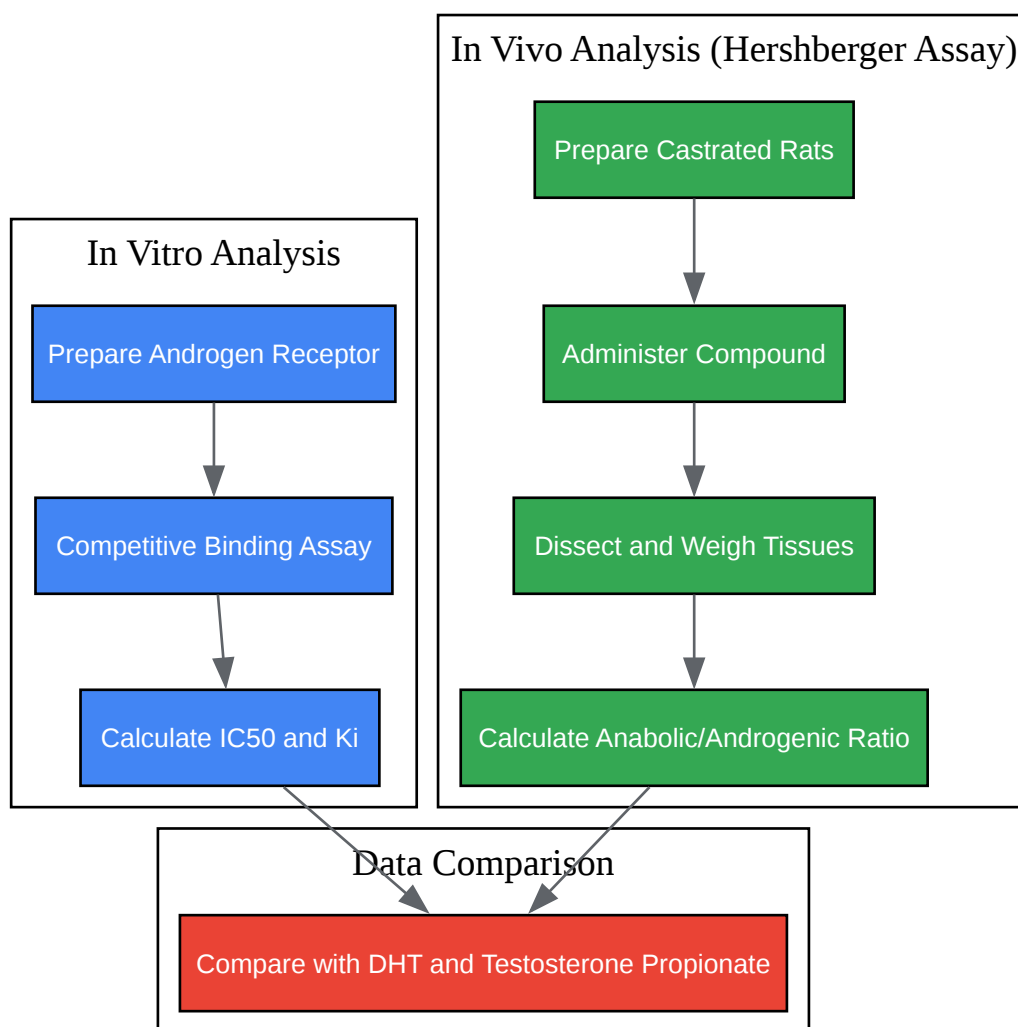 In Vivo Analysis (Hershberger Assay)
Prepare Castrated Rats
Administer Compound
Dissect and Weigh Tissues
Calculate Anabolic/Androgenic Ratio
In Vitro Analysis
Prepare Androgen Receptor
Competitive Binding Assay
Calculate IC50 and Ki
Data Comparison
Compare with DHT and Testosterone Propionate